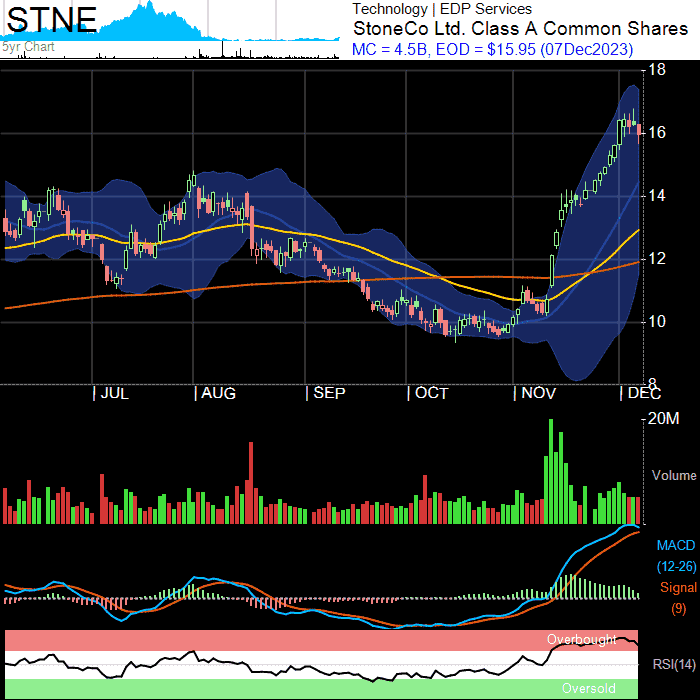 STNE
5yr Chart
Technology | EDP Services
StoneCo Ltd. Class A Common Shares
MC = 4.5B, EOD = $15.95 (07Dec2023)
18
16
14
12
10
8
| JUL | AUG | SEP | OCT | NOV | DEC
20M
Volume
MACD
(12-26)
Signal
(9)
Overbought
RSI(14)
Oversold